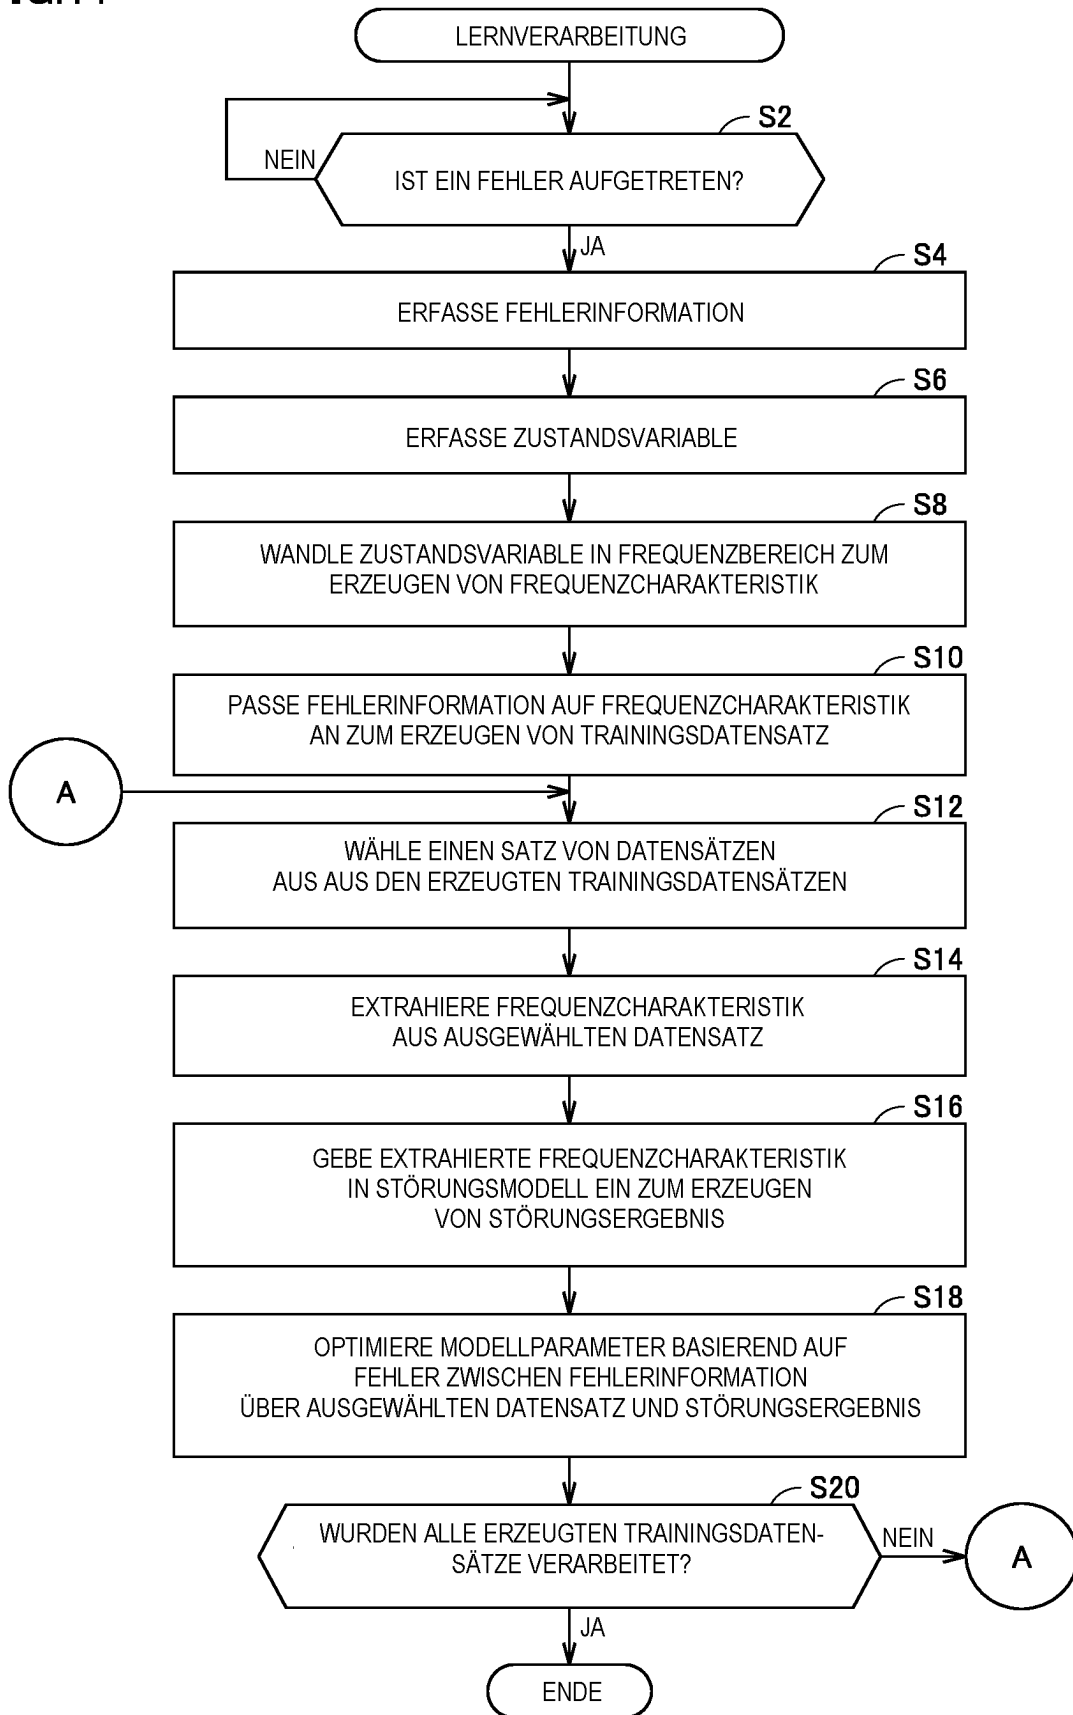 LERNVERARBEITUNG
S2
NEIN
IST EIN FEHLER AUFGETRETEN?
JA
S4
ERFASSE FEHLERINFORMATION
S6
ERFASSE ZUSTANDSVARIABLE
S8
WANDLE ZUSTANDSVARIABLE IN FREQUENZBEREICH ZUM
ERZEUGEN VON FREQUENZCHARAKTERISTIK
S10
PASSE FEHLERINFORMATION AUF FREQUENZCHARAKTERISTIK
AN ZUM ERZEUGEN VON TRAININGSDATENSATZ
A
S12
WÄHLE EINEN SATZ VON DATENSÄTZEN
AUS AUS DEN ERZEUGTEN TRAININGSDATENSÄTZEN
S14
EXTRAHIERE FREQUENZCHARAKTERISTIK
AUS AUSGEWÄHLTEN DATENSATZ
S16
GEBE EXTRAHIERTE FREQUENZCHARAKTERISTIK
IN STÖRUNGSMODELL EIN ZUM ERZEUGEN
VON STÖRUNGSERGEBNIS
S18
OPTIMIERE MODELLPARAMETER BASIEREND AUF
FEHLER ZWISCHEN FEHLERINFORMATION
ÜBER AUSGEWÄHLTEN DATENSATZ UND STÖRUNGSERGEBNIS
S20
WURDEN ALLE ERZEUGTEN TRAININGSDATEN-
SÄTZE VERARBEITET?
NEIN
A
JA
ENDE